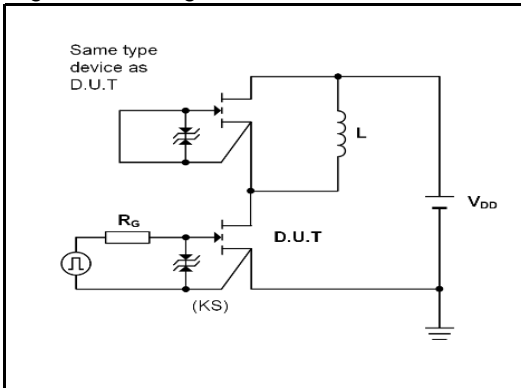 Same type
device as
D.U.T
L
V_DD
R_G
D.U.T
(KS)